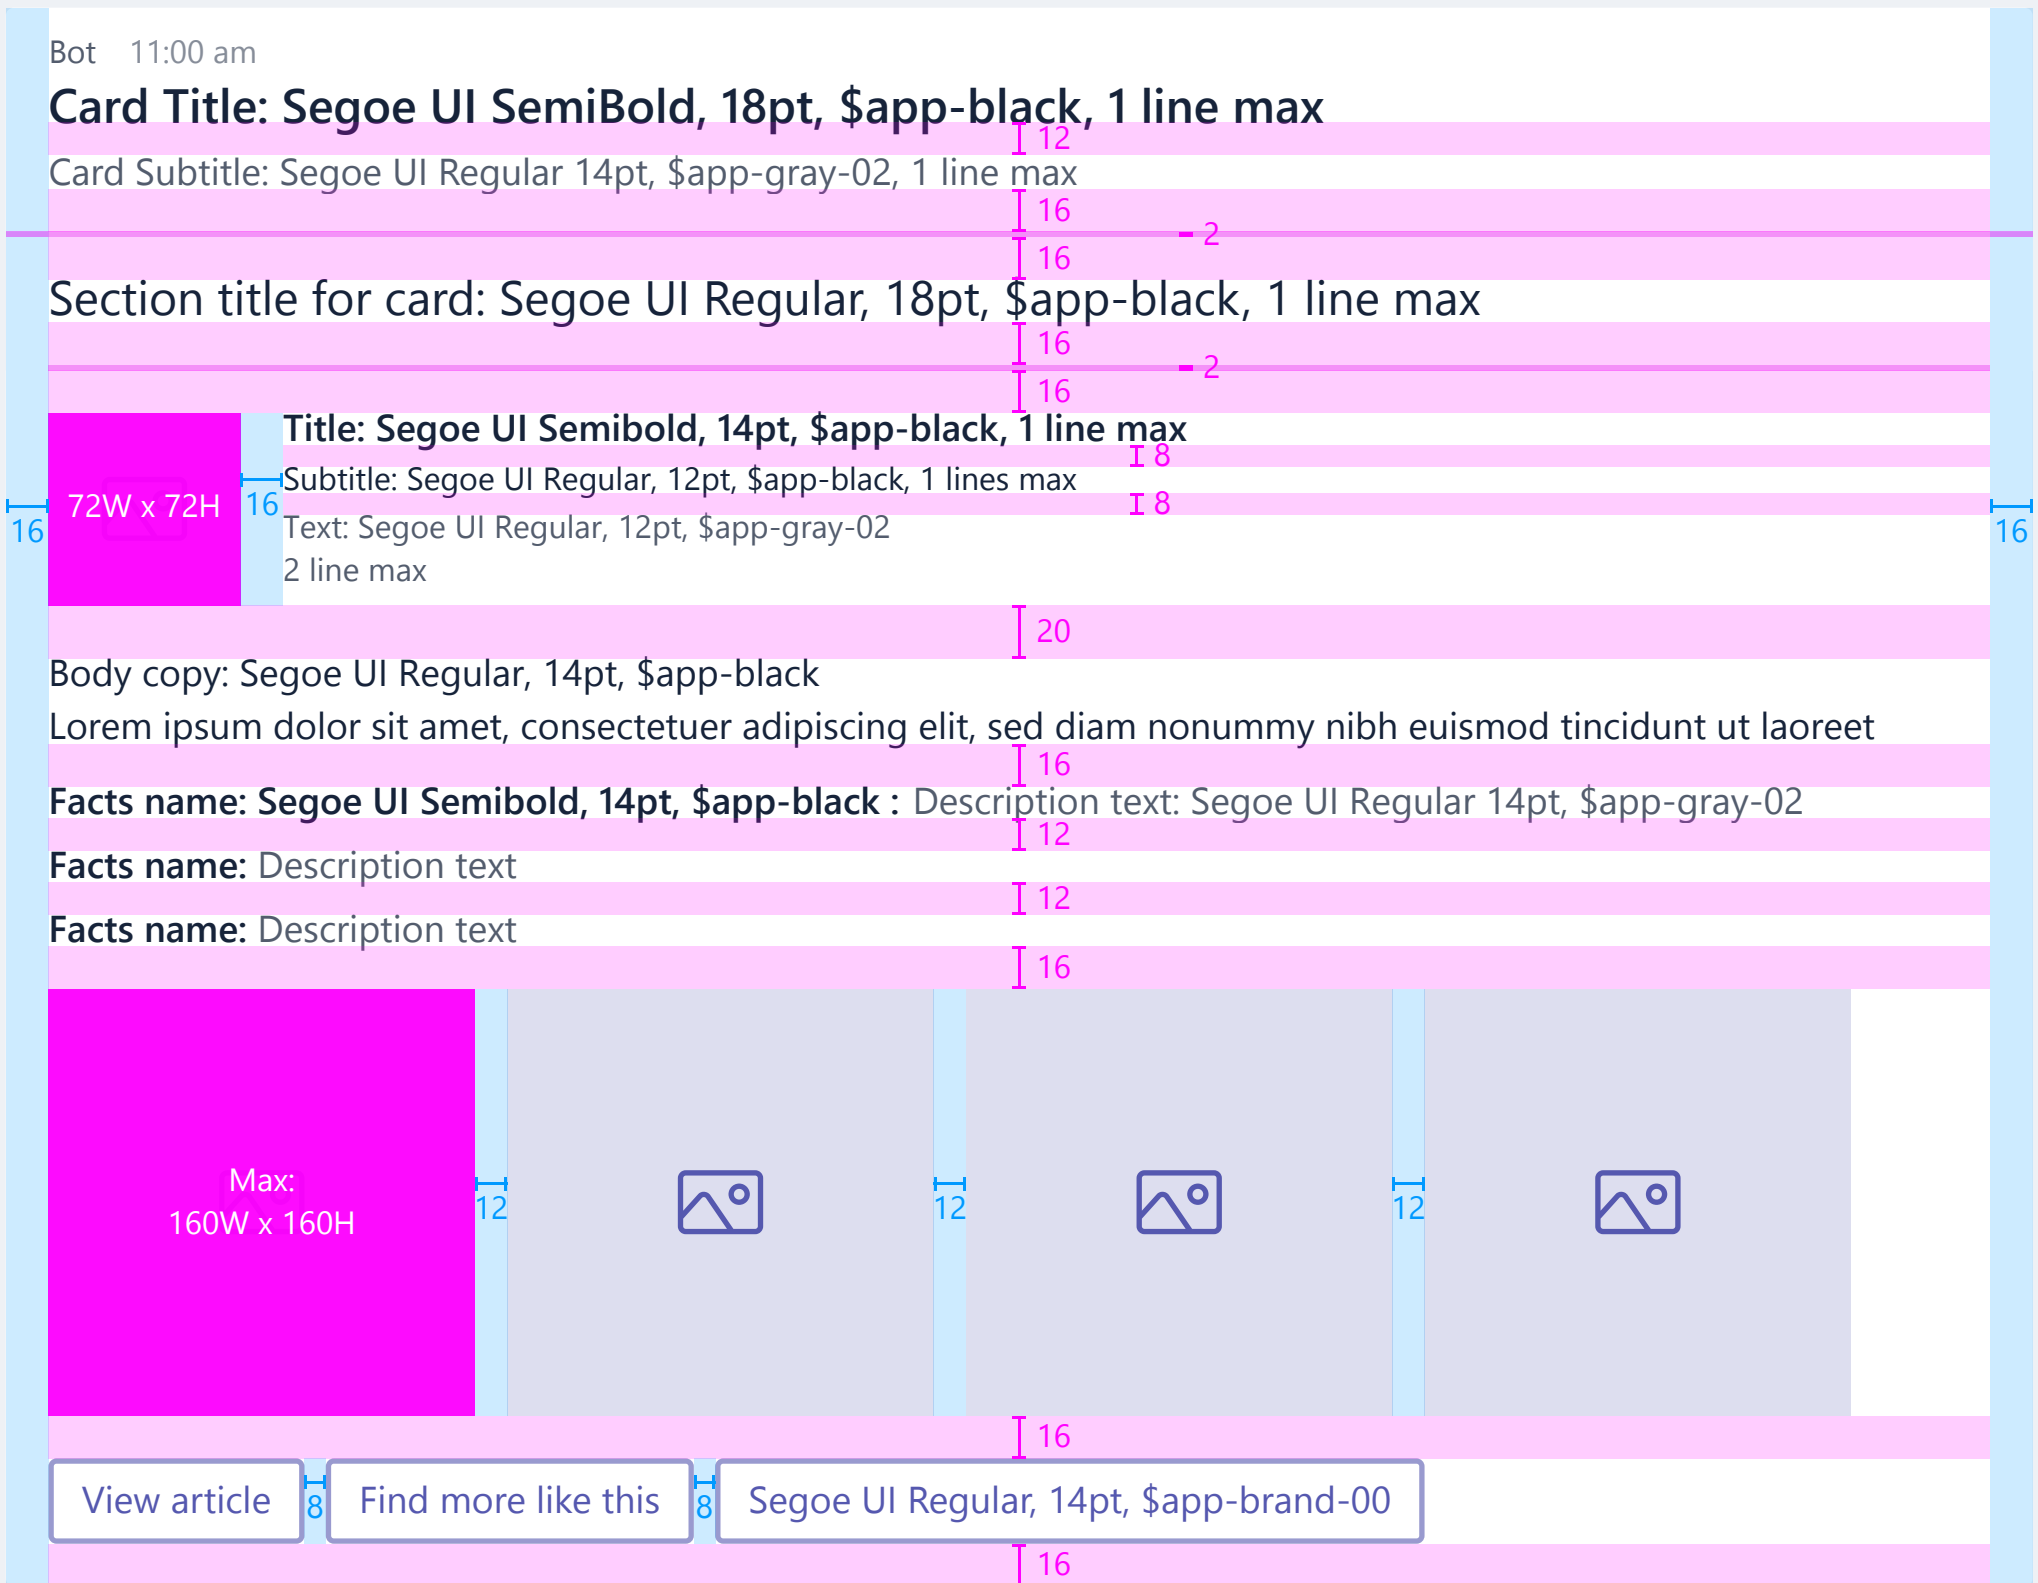 Bot 11:00 am
Card Title: Segoe UI SemiBold, 18pt, $app-black, 1 line max
12
Card Subtitle: Segoe UI Regular 14pt, $app-gray-02, 1 line max
16
2
16
Section title for card: Segoe UI Regular, 18pt, $app-black, 1 line max
16
2
16
Title: Segoe UI Semibold, 14pt, $app-black, 1 line max
8
Subtitle: Segoe UI Regular, 12pt, $app-black, 1 lines max
72W x 72H
16
8
16
16
Text: Segoe UI Regular, 12pt, $app-gray-02
2 line max
20
Body copy: Segoe UI Regular, 14pt, $app-black
Lorem ipsum dolor sit amet, consectetuer adipiscing elit, sed diam nonummy nibh euismod tincidunt ut laoreet
16
Facts name: Segoe UI Semibold, 14pt, $app-black : Description text: Segoe UI Regular 14pt, $app-gray-02
12
Facts name: Description text
12
Facts name: Description text
16
Max:
160W x 160H
12
12
12
16
View article
8
Find more like this
8
Segoe UI Regular, 14pt, $app-brand-00
16